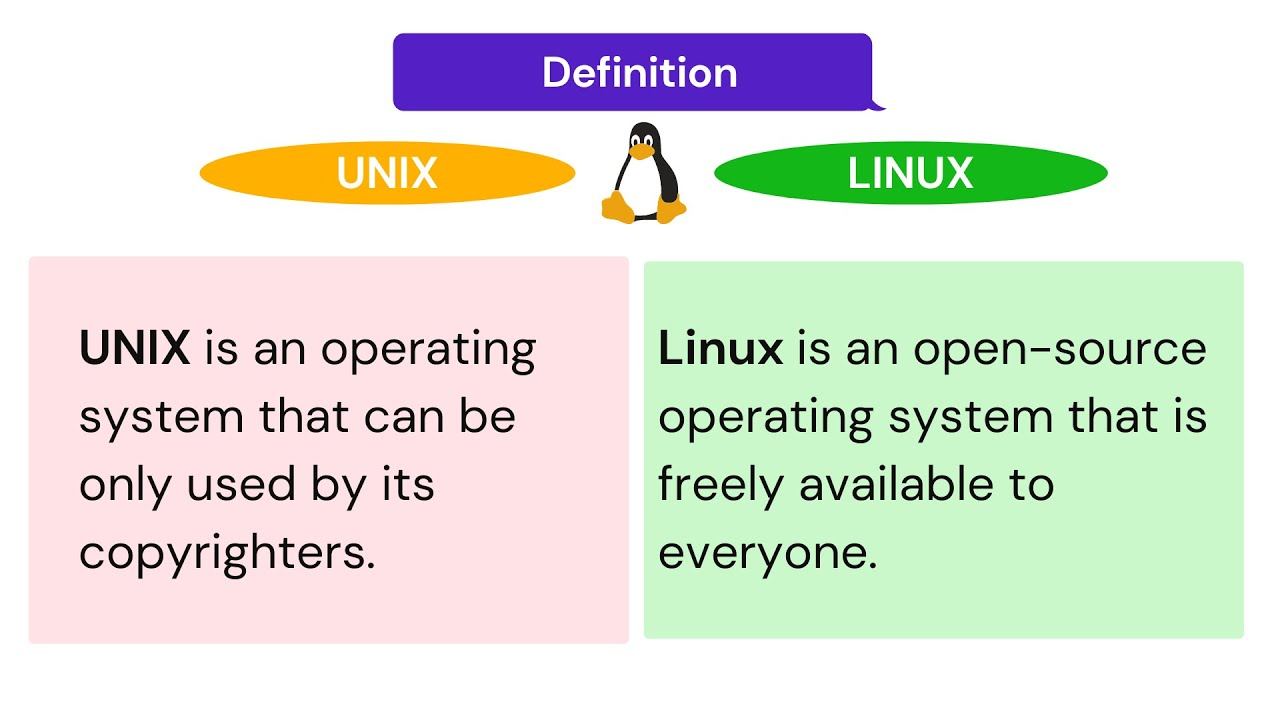 Definition
UNIX
LINUX
UNIX is an operating
system that can be
only used by its
copyrighters.
Linux is an open-source
operating system that is
freely available to
everyone.